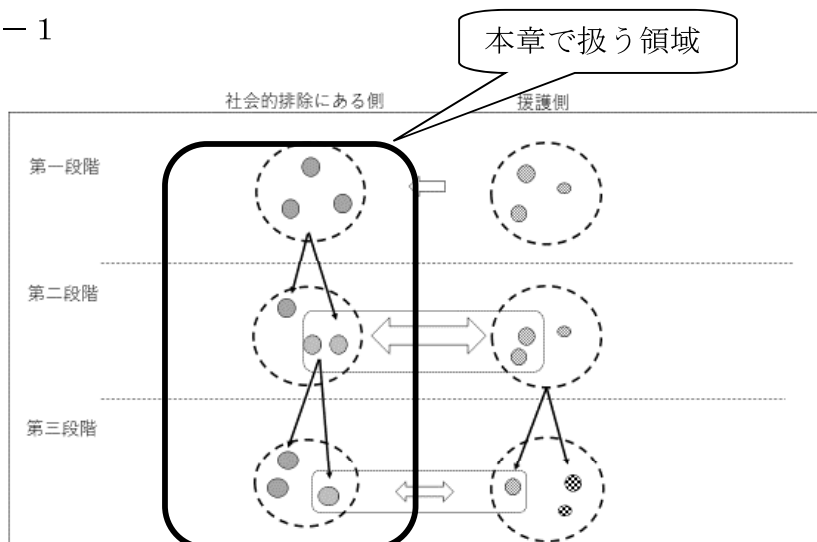 －１
本章で扱う領域
社会的排除にある側
援護側
第一段階
第二段階
第三段階